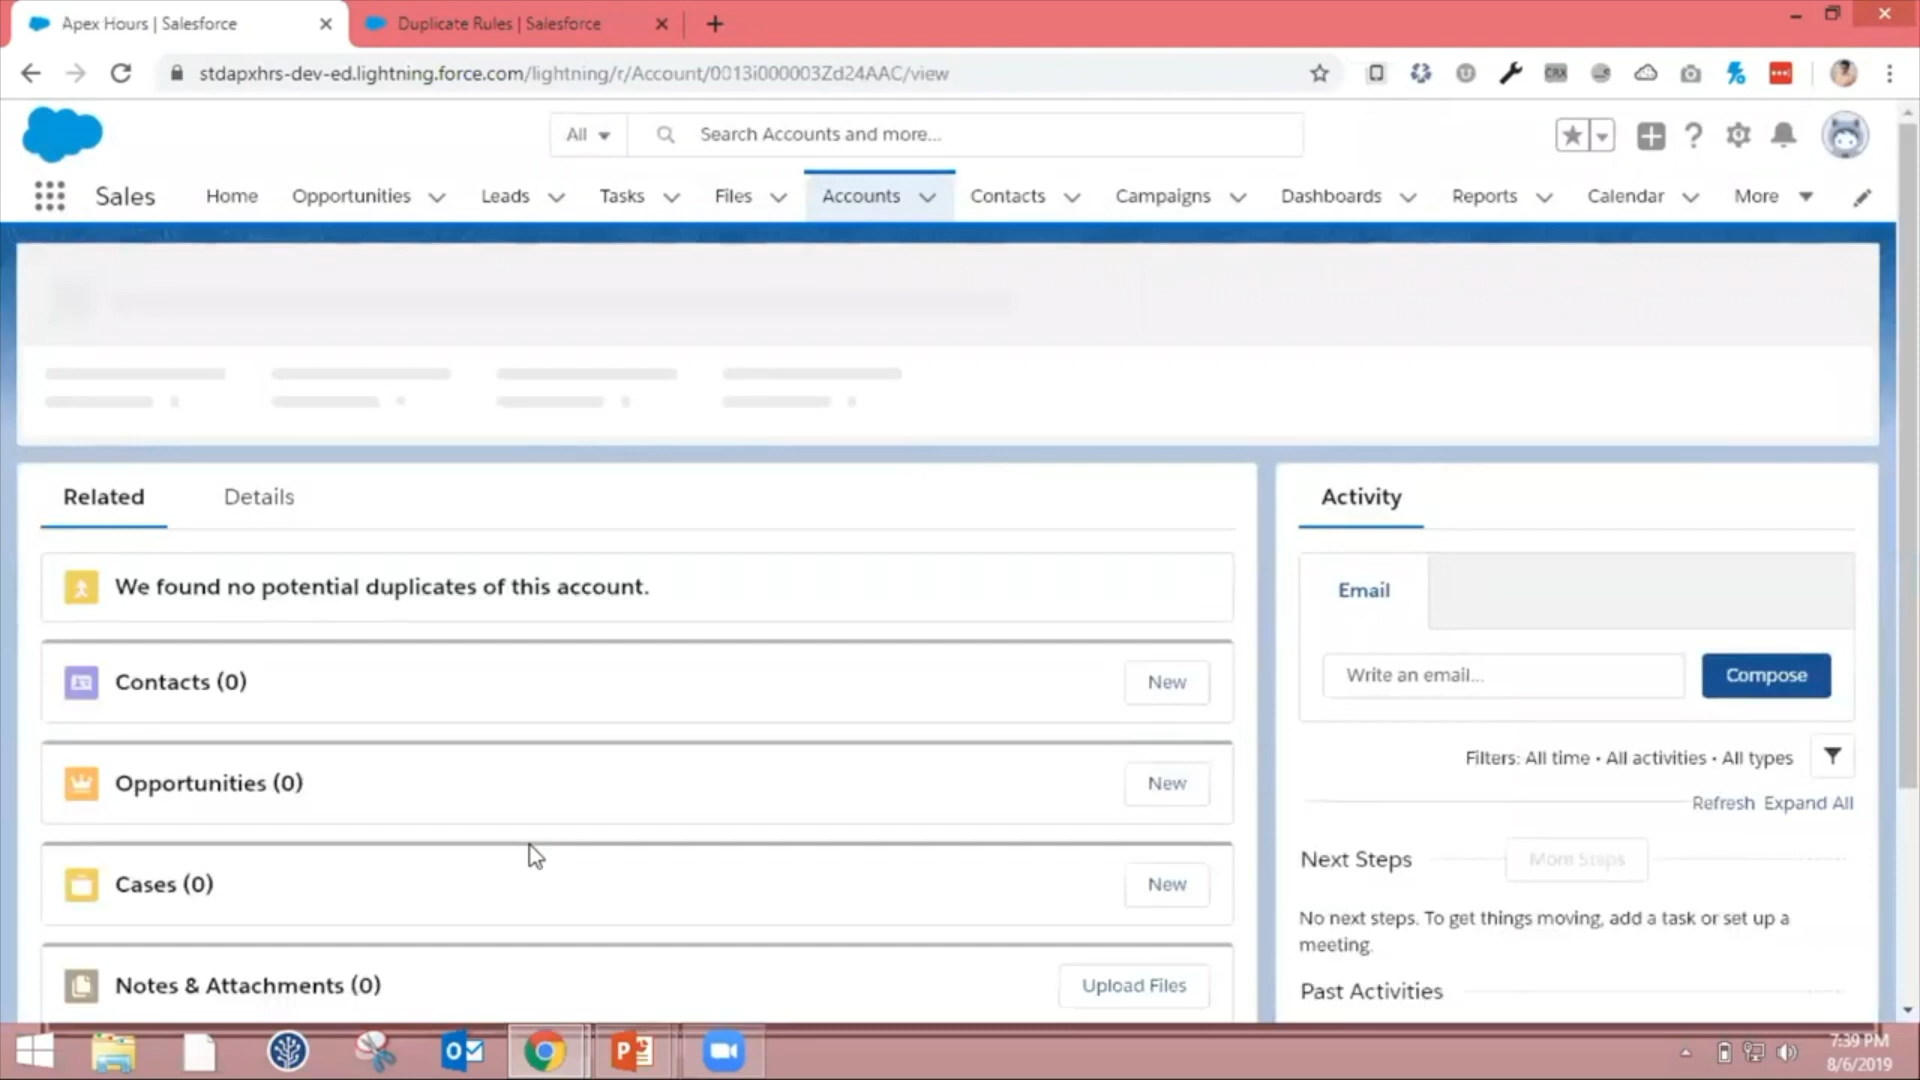 Apex Hours | Salesforce
Duplicate Rules | Salesforce
stdapxhrs-dev-ed.lightning.force.com/lightning/r/Account/0013i000003Zd24AAC/view
CRX
All
Search Accounts and more...
Sales
Home
Opportunities
Leads
Tasks
Files
Accounts
Contacts
Campaigns
Dashboards
Reports
Calendar
More
Related
Details
We found no potential duplicates of this account.
Contacts (0)
New
Opportunities (0)
New
Cases (0)
New
Notes & Attachments (0)
Upload Files
Activity
Email
Write an email...
Compose
Filters: All time • All activities • All types
Refresh Expand All
Next Steps
More Steps
No next steps. To get things moving, add a task or set up a
meeting.
Past Activities
7:39 PM
8/6/2019